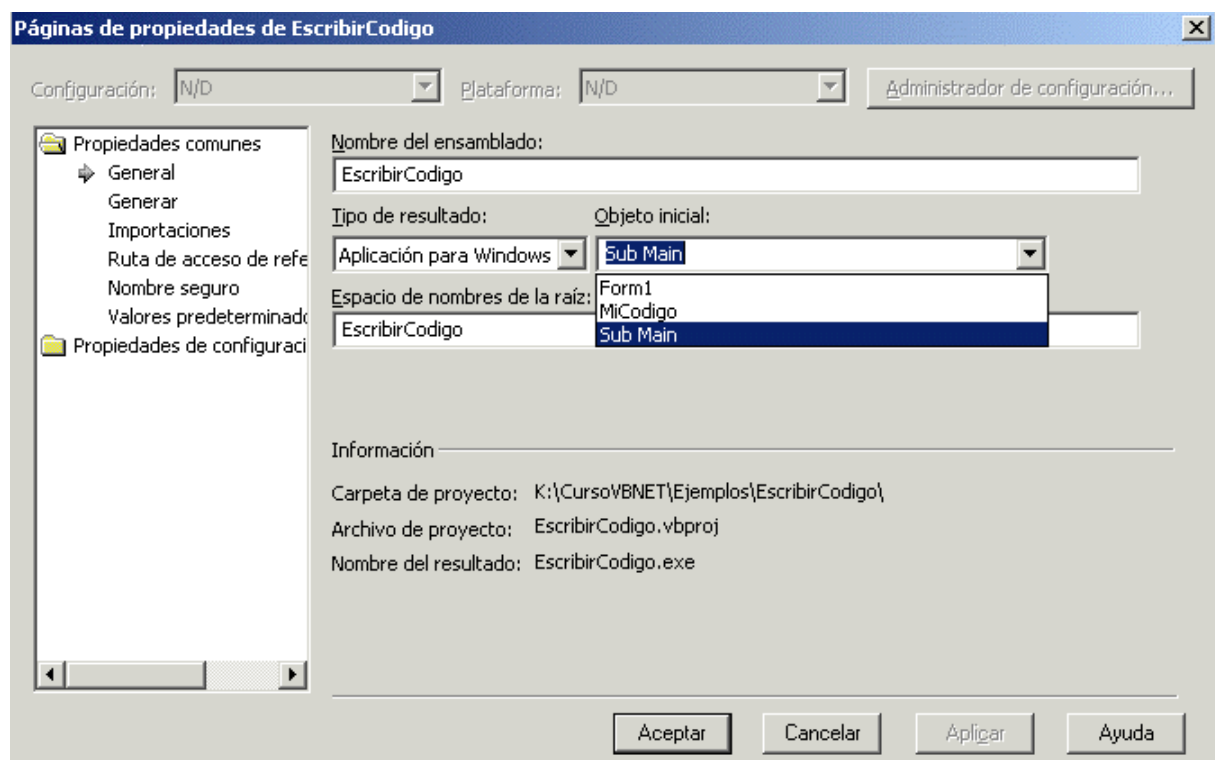 Páginas de propiedades de EscribirCodigo
Configuración: N/D Plataforma: N/D Administrador de configuración...
Propiedades comunes
General
Generar
Importaciones
Ruta de acceso de refe
Nombre seguro
Valores predeterminado
Propiedades de configuraci
Nombre del ensamblado:
EscribirCodigo
Tipo de resultado: Objeto inicial:
Aplicación para Windows Sub Main
Form1
MiCodigo
Sub Main
Espacio de nombres de la raíz:
EscribirCodigo
Información
Carpeta de proyecto: K:\CursoVBNET\Ejemplos\EscribirCodigo\
Archivo de proyecto: EscribirCodigo.vbproj
Nombre del resultado: EscribirCodigo.exe
Aceptar Cancelar Aplicar Ayuda